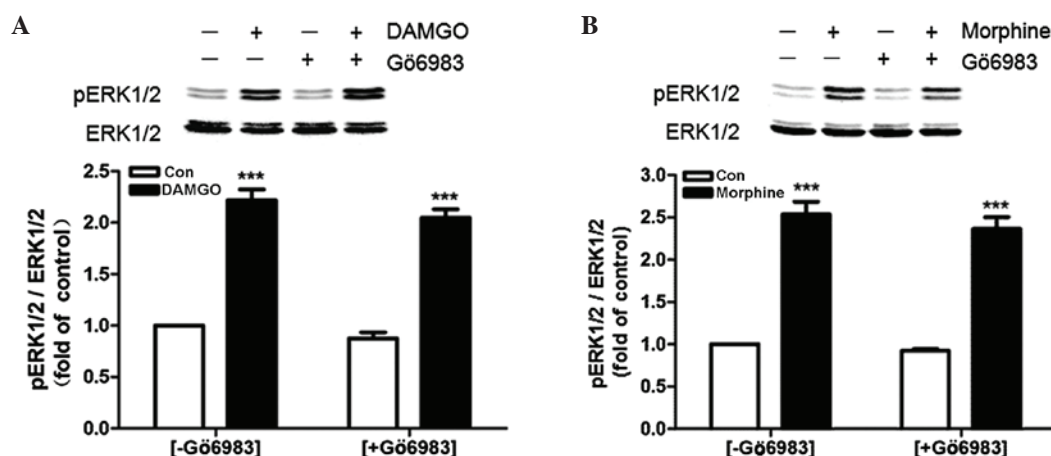 A
— + — + DAMGO
— — + + Gö6983
pERK1/2
ERK1/2
pERK1/2 / ERK1/2
(fold of control)
2.5
2.0
1.5
1.0
0.5
0.0
Con
DAMGO
***
***
[-Gö6983] [+Gö6983]
B
— + — + Morphine
— — + + Gö6983
pERK1/2
ERK1/2
pERK1/2 / ERK1/2
(fold of control)
3.0
2.5
2.0
1.5
1.0
0.5
0.0
Con
Morphine
***
***
[-Gö6983] [+Gö6983]